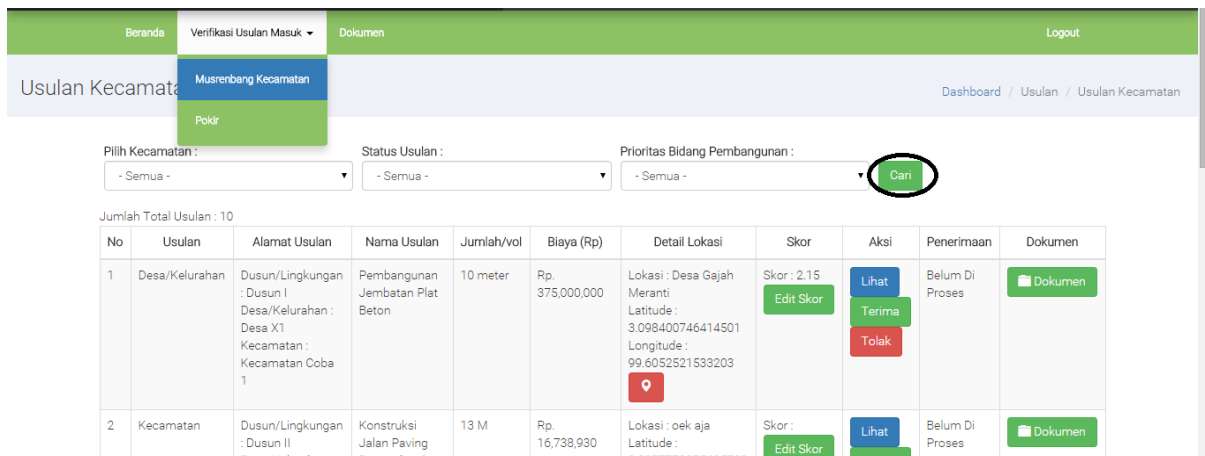 Beranda Verifikasi Usulan Masuk Dokumen Logout
Musrenbang Kecamatan
Pokir
Usulan Kecamata
Dashboard / Usulan / Usulan Kecamatan
Pilih Kecamatan : Status Usulan : Prioritas Bidang Pembangunan :
- Semua - - Semua - - Semua - Cari
Jumlah Total Usulan : 10
No Usulan Alamat Usulan Nama Usulan Jumlah/vol Biaya (Rp) Detail Lokasi Skor Aksi Penerimaan Dokumen
1
Desa/Kelurahan
Dusun/Lingkungan
: Dusun I
Desa/Kelurahan :
Desa X1
Kecamatan :
Kecamatan Coba
1
Pembangunan
Jembatan Plat
Beton
10 meter
Rp.
375,000,000
Lokasi : Desa Gajah
Meranti
Latitude :
3.098400746414501
Longitude :
99.6052521533203
Skor : 2.15
Edit Skor
Lihat
Terima
Tolak
Belum Di
Proses
Dokumen
2
Kecamatan
Dusun/Lingkungan
: Dusun II
Konstruksi
Jalan Paving
13 M
Rp.
16,738,930
Lokasi : oek aja
Latitude :
Skor :
Edit Skor
Lihat
Belum Di
Proses
Dokumen